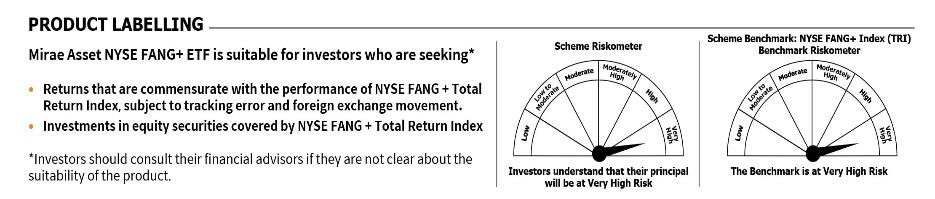 PRODUCT LABELLING
Mirae Asset NYSE FANG+ ETF is suitable for investors who are seeking*
• Returns that are commensurate with the performance of NYSE FANG + Total
Return Index, subject to tracking error and foreign exchange movement.
• Investments in equity securities covered by NYSE FANG + Total Return Index
*Investors should consult their financial advisors if they are not clear about the
suitability of the product.
Scheme Riskometer
Low
Low to
Moderate
Moderate
Moderately
High
High
Very
High
Investors understand that their principal
will be at Very High Risk
Scheme Benchmark: NYSE FANG+ Index (TRI)
Benchmark Riskometer
Low
Low to
Moderate
Moderate
Moderately
High
High
Very
High
The Benchmark is at Very High Risk